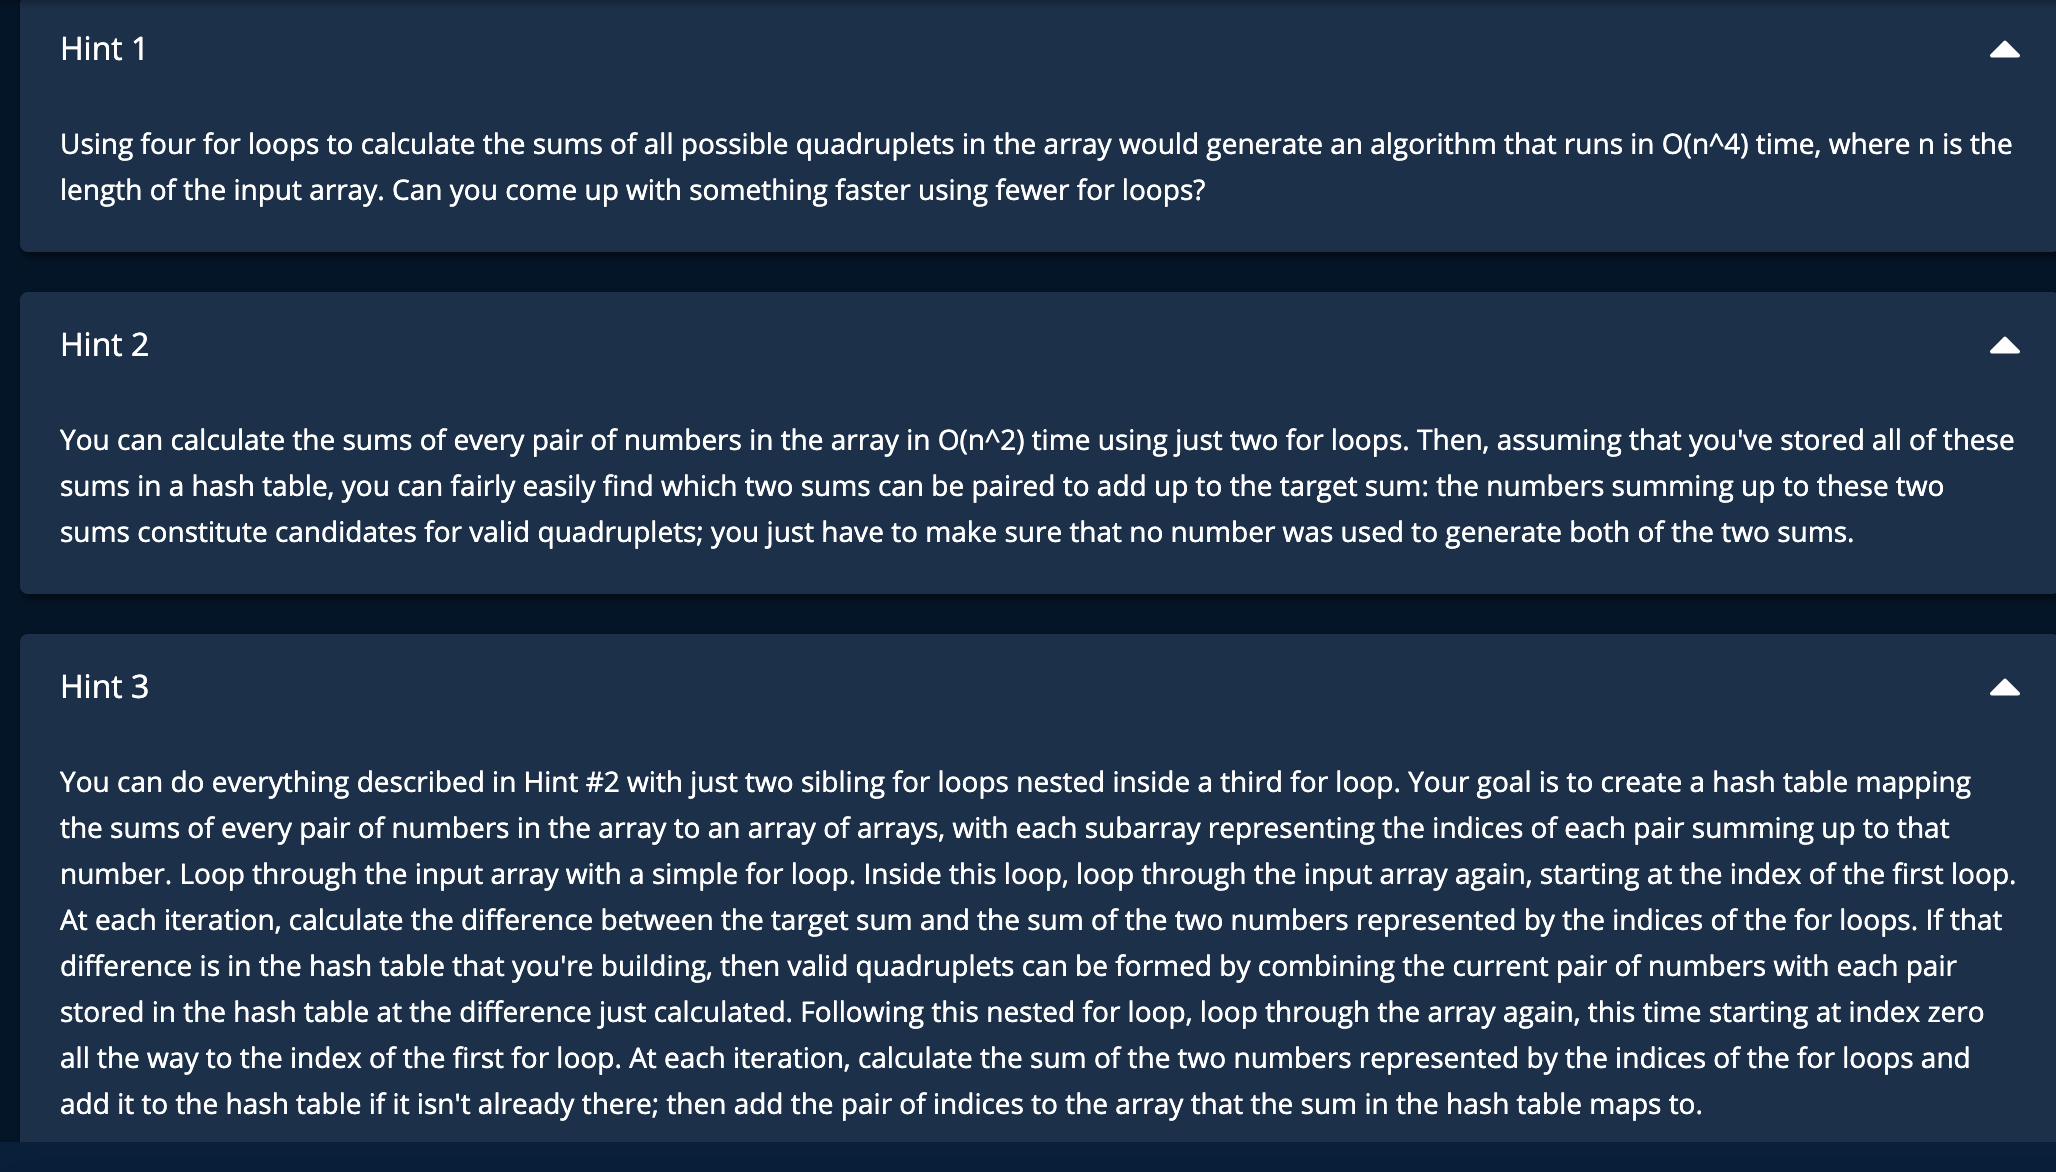 Hint 1
Using four for loops to calculate the sums of all possible quadruplets in the array would generate an algorithm that runs in O(n^4) time, where n is the
length of the input array. Can you come up with something faster using fewer for loops?
Hint 2
You can calculate the sums of every pair of numbers in the array in O(n^2) time using just two for loops. Then, assuming that you've stored all of these
sums in a hash table, you can fairly easily find which two sums can be paired to add up to the target sum: the numbers summing up to these two
sums constitute candidates for valid quadruplets; you just have to make sure that no number was used to generate both of the two sums.
Hint 3
You can do everything described in Hint #2 with just two sibling for loops nested inside a third for loop. Your goal is to create a hash table mapping
the sums of every pair of numbers in the array to an array of arrays, with each subarray representing the indices of each pair summing up to that
number. Loop through the input array with a simple for loop. Inside this loop, loop through the input array again, starting at the index of the first loop.
At each iteration, calculate the difference between the target sum and the sum of the two numbers represented by the indices of the for loops. If that
difference is in the hash table that you're building, then valid quadruplets can be formed by combining the current pair of numbers with each pair
stored in the hash table at the difference just calculated. Following this nested for loop, loop through the array again, this time starting at index zero
all the way to the index of the first for loop. At each iteration, calculate the sum of the two numbers represented by the indices of the for loops and
add it to the hash table if it isn't already there; then add the pair of indices to the array that the sum in the hash table maps to.